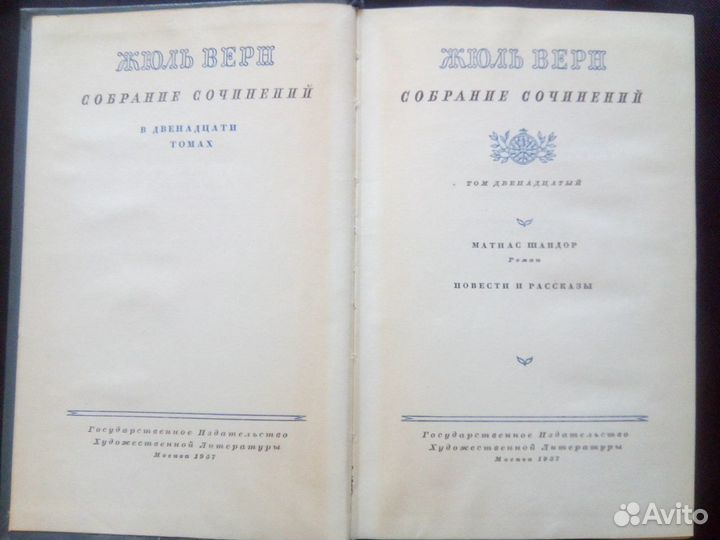 ЖЮЛЬ ВЕРН
СОБРАНИЕ СОЧИНЕНИЙ
В ДВЕНАДЦАТИ
ТОМАХ
Государственное Издательство
Художественной Литературы
Москва 1957
ЖЮЛЬ ВЕРН
СОБРАНИЕ СОЧИНЕНИЙ
ТОМ ДВЕНАДЦАТЫЙ
МАТИАС ШАНДОР
Роман
ПОВЕСТИ И РАССКАЗЫ
Государственное Издательство
Художественной Литературы
Москва 1957
Avito